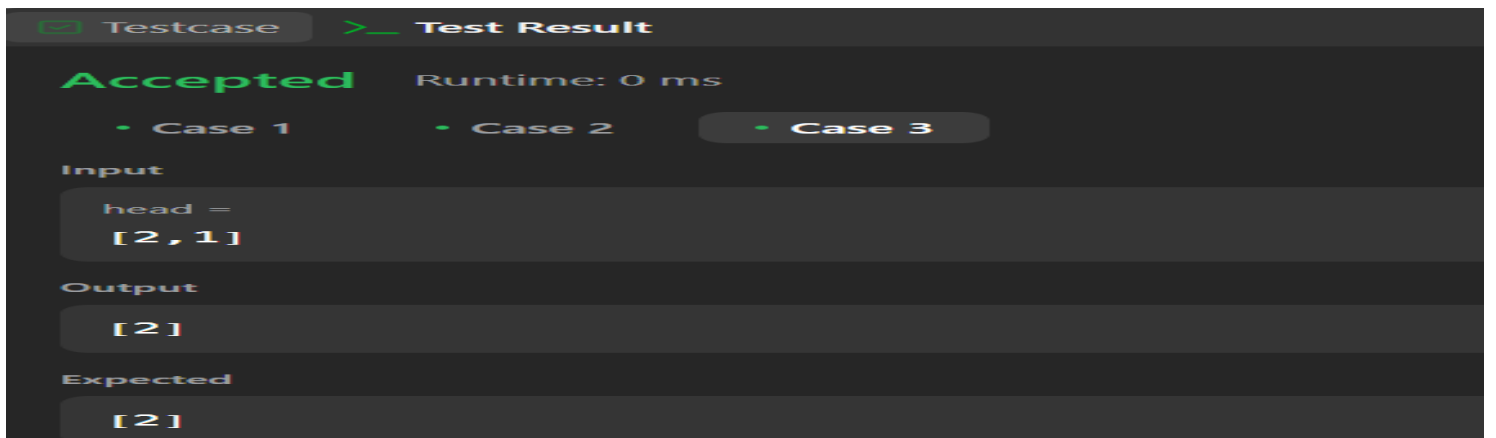 Testcase >_ Test Result
Accepted Runtime: 0 ms
• Case 1 • Case 2 • Case 3
Input
head =
[2,1]
Output
[2]
Expected
[2]